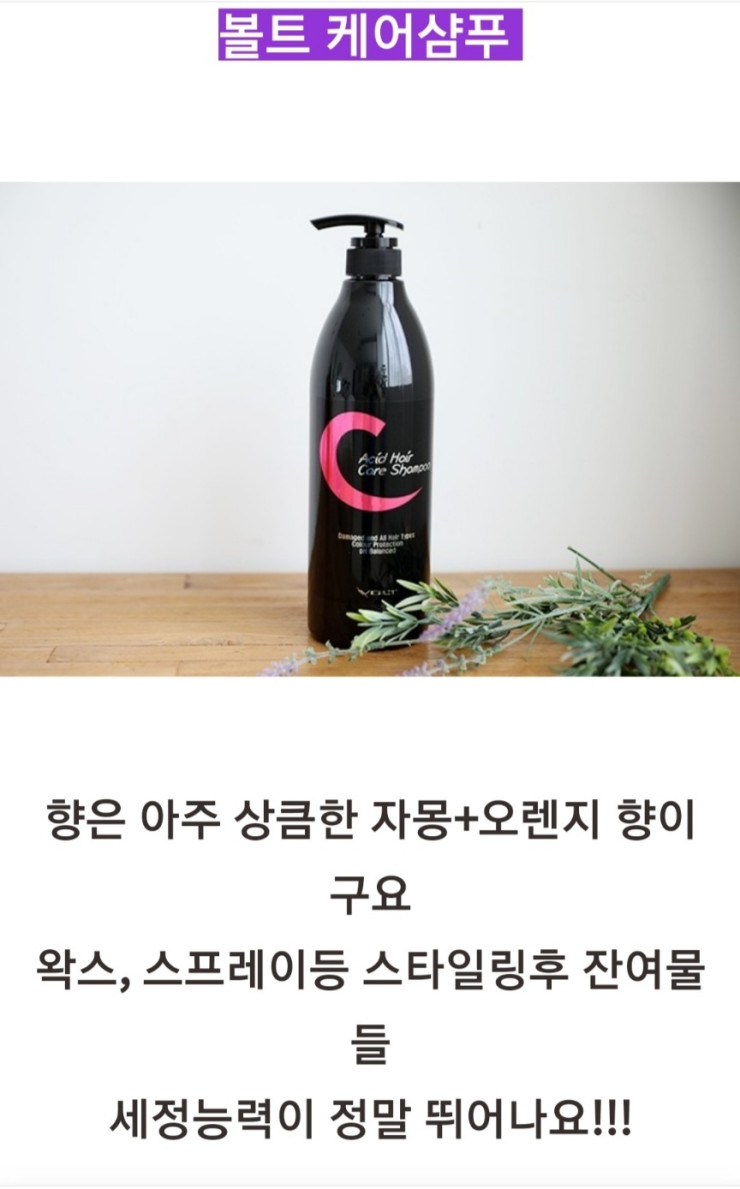 볼트 케어샴푸
Acid Hair
Care Shampoo
Damaged and All Hair Types
Colour Protection
pH Balanced
VOLT
향은 아주 상큼한 자몽+오렌지 향이
구요
왁스, 스프레이등 스타일링후 잔여물
들
세정능력이 정말 뛰어나요!!!